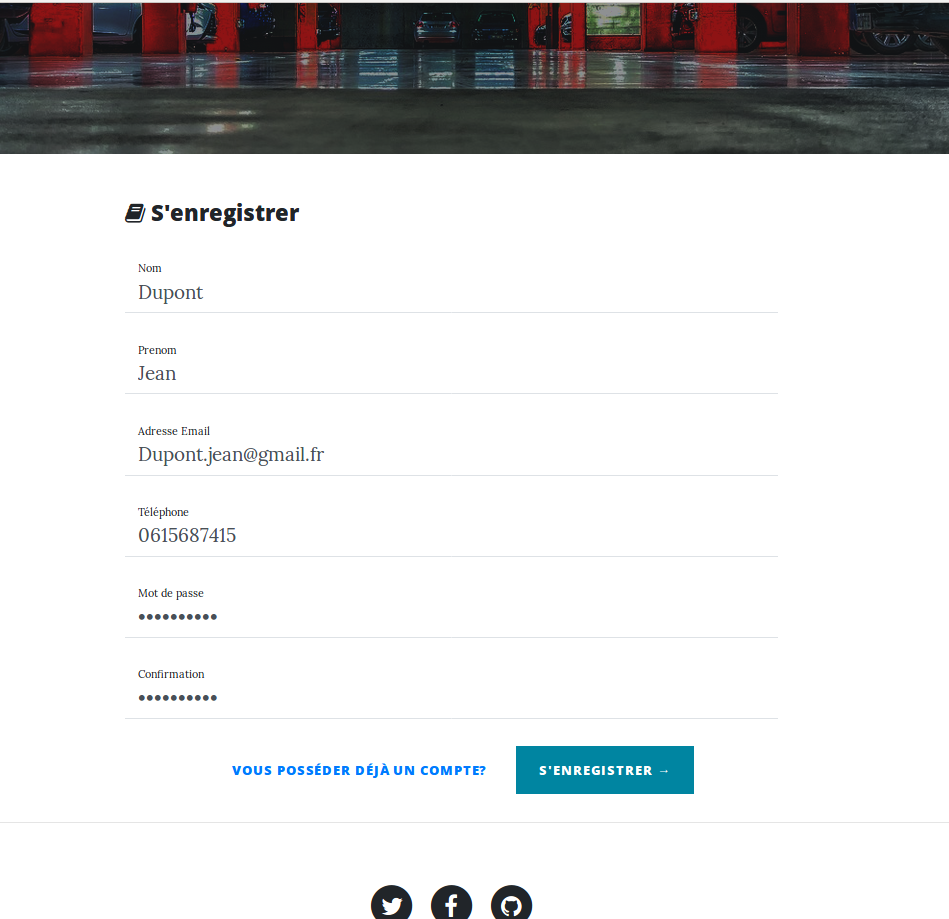 S'enregistrer
Nom
Dupont
Prenom
Jean
Adresse Email
Dupont.jean@gmail.fr
Téléphone
0615687415
Mot de passe
••••••••••
Confirmation
••••••••••
VOUS POSSÉDER DÉJÀ UN COMPTE? S'ENREGISTRER →